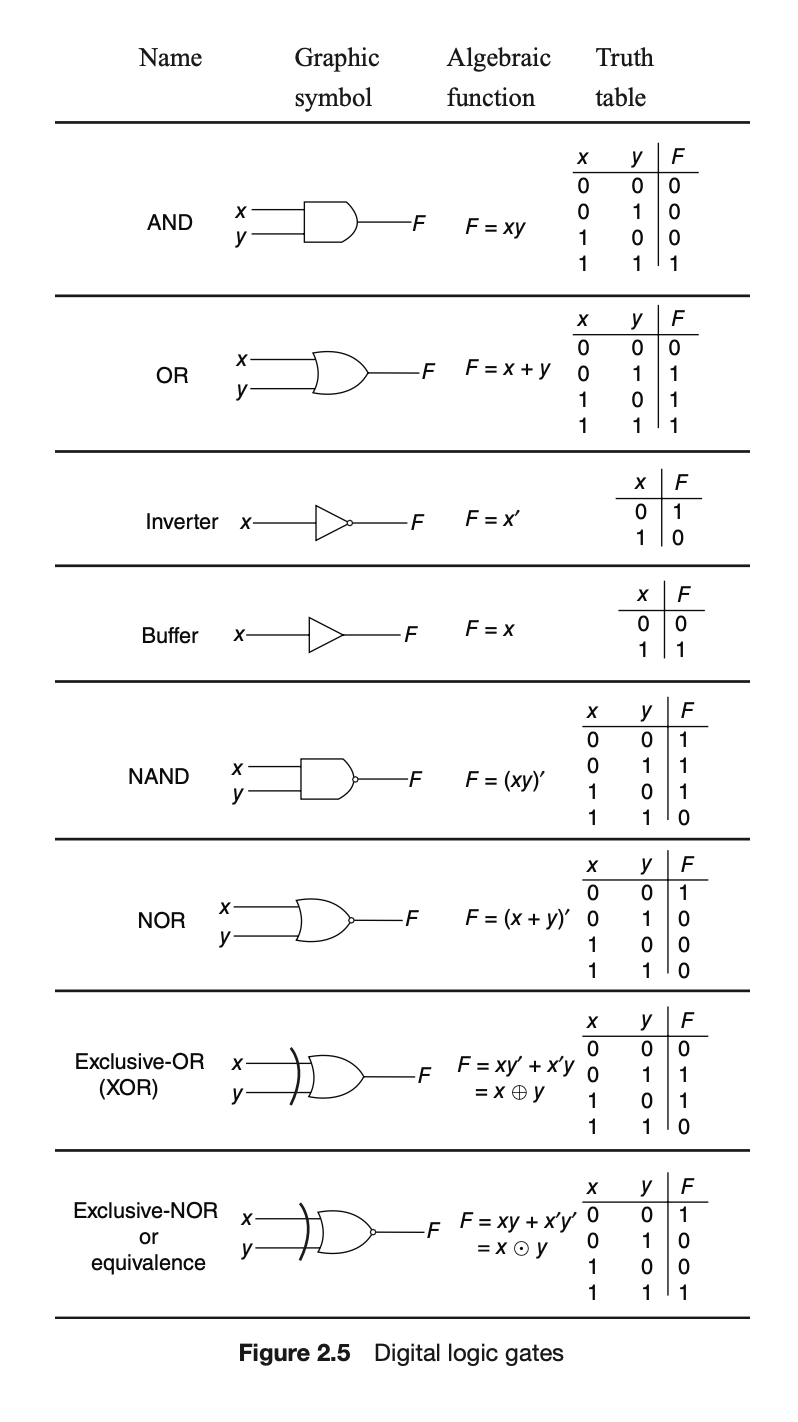 Name Graphic Algebraic Truth
symbol function table
x y F
0 0 0
AND x y F F = xy 0 1 0
1 0 0
1 1 1
x y F
0 0 0
OR x y F F = x + y 0 1 1
1 0 1
1 1 1
x F
Inverter x F F = x′ 0 1
1 0
x F
Buffer x F F = x 0 0
1 1
x y F
0 0 1
NAND x y F F = (xy)′ 0 1 1
1 0 1
1 1 0
x y F
0 0 1
NOR x y F F = (x + y)′ 0 1 0
1 0 0
1 1 0
x y F
0 0 0
Exclusive-OR x F F = xy′ + x′y 0 1 1
(XOR) y = x ⊕ y 1 0 1
1 1 0
x y F
Exclusive-NOR x F F = xy + x′y′ 0 0 1
or y = x ⊙ y 0 1 0
equivalence 1 0 0
1 1 1
Figure 2.5 Digital logic gates